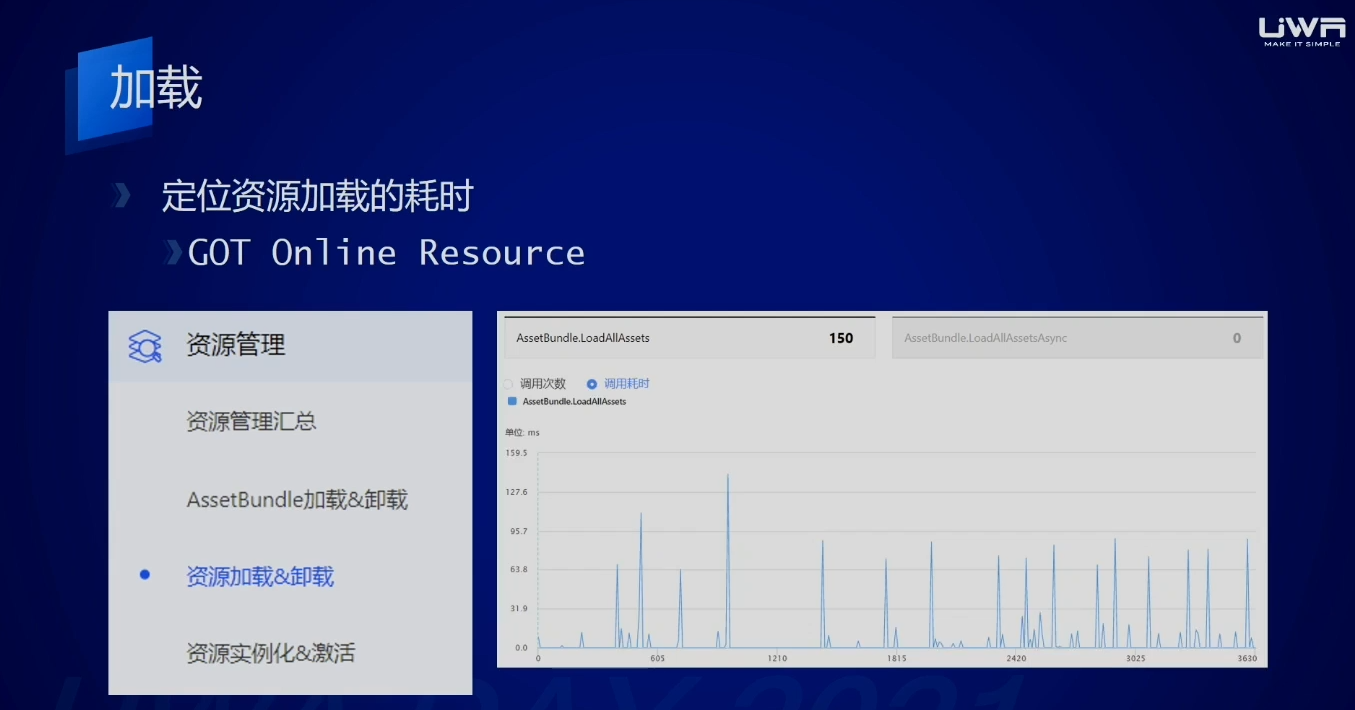 UWA
MAKE IT SIMPLE
加载
定位资源加载的耗时
GOT Online Resource
资源管理
资源管理汇总
AssetBundle加载&卸载
资源加载&卸载
资源实例化&激活
AssetBundle.LoadAllAssets 150
AssetBundle.LoadAllAssetsAsync 0
调用次数 调用耗时
AssetBundle.LoadAllAssets
单位: ms
159.5
127.6
95.7
63.8
31.9
0.0
0 605 1210 1815 2420 3025 3630
UWA DAY 2021